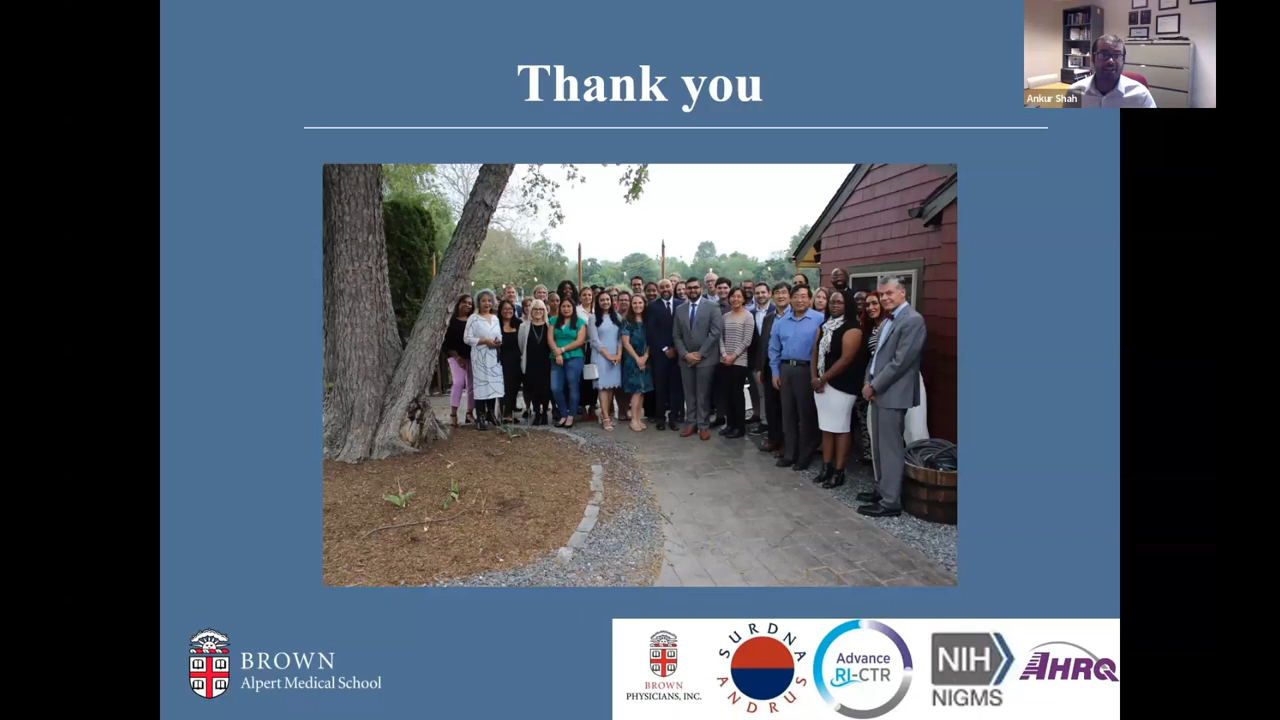 Thank you
Ankur Shah
BROWN
Alpert Medical School
BROWN
PHYSICIANS, INC.
SURDNA
ANDRUS
Advance
RI-CTR
NIH
NIGMS
AHRQ